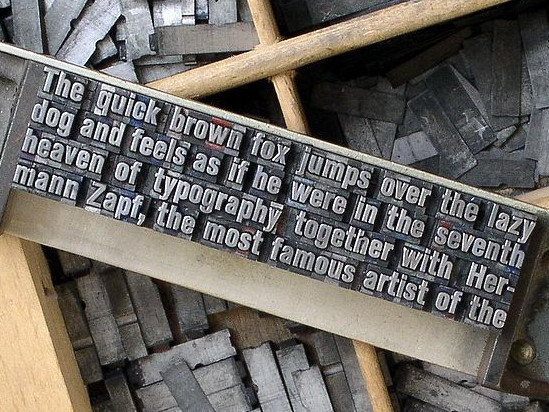 The quick brown fox jumps over the lazy
dog and feels as if he were in the seventh
heaven of typography together with Her-
mann Zapf, the most famous artist of the